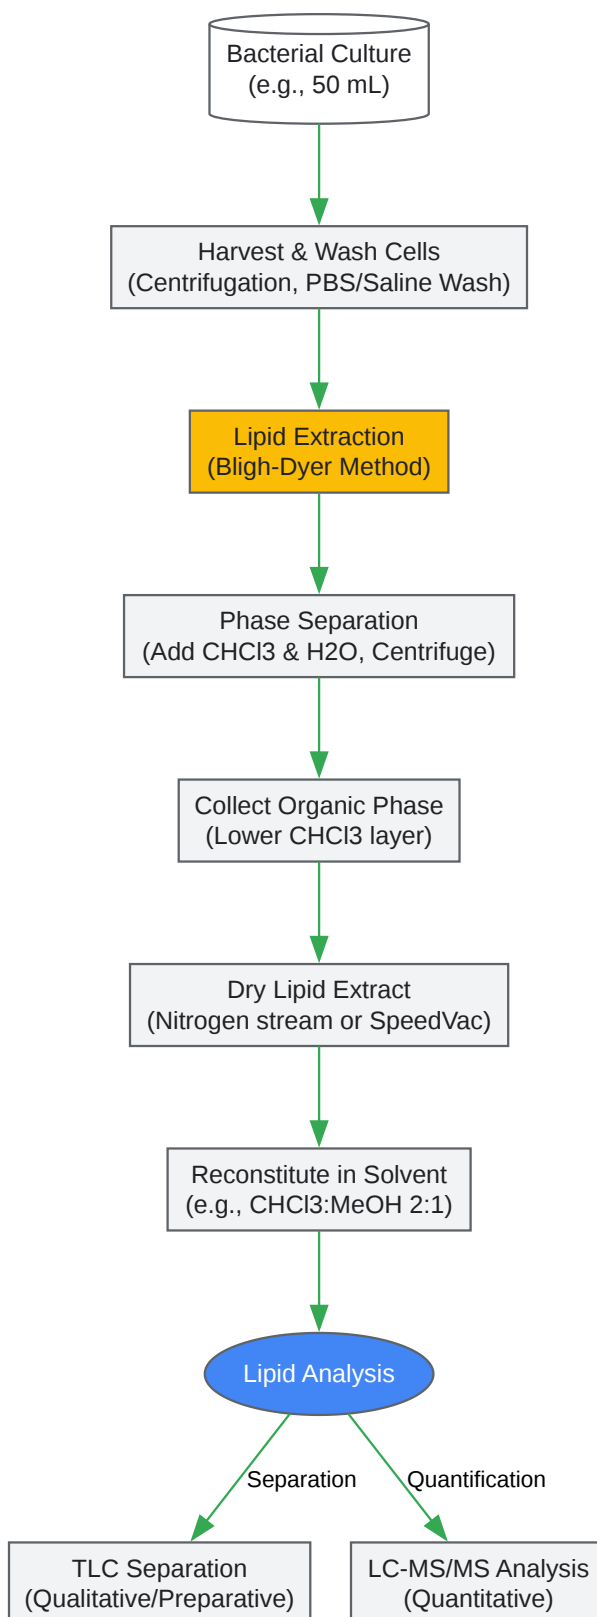 Bacterial Culture
(e.g., 50 mL)
Harvest & Wash Cells
(Centrifugation, PBS/Saline Wash)
Lipid Extraction
(Bligh-Dyer Method)
Phase Separation
(Add CHCl3 & H2O, Centrifuge)
Collect Organic Phase
(Lower CHCl3 layer)
Dry Lipid Extract
(Nitrogen stream or SpeedVac)
Reconstitute in Solvent
(e.g., CHCl3:MeOH 2:1)
Lipid Analysis
Separation
Quantification
TLC Separation
(Qualitative/Preparative)
LC-MS/MS Analysis
(Quantitative)